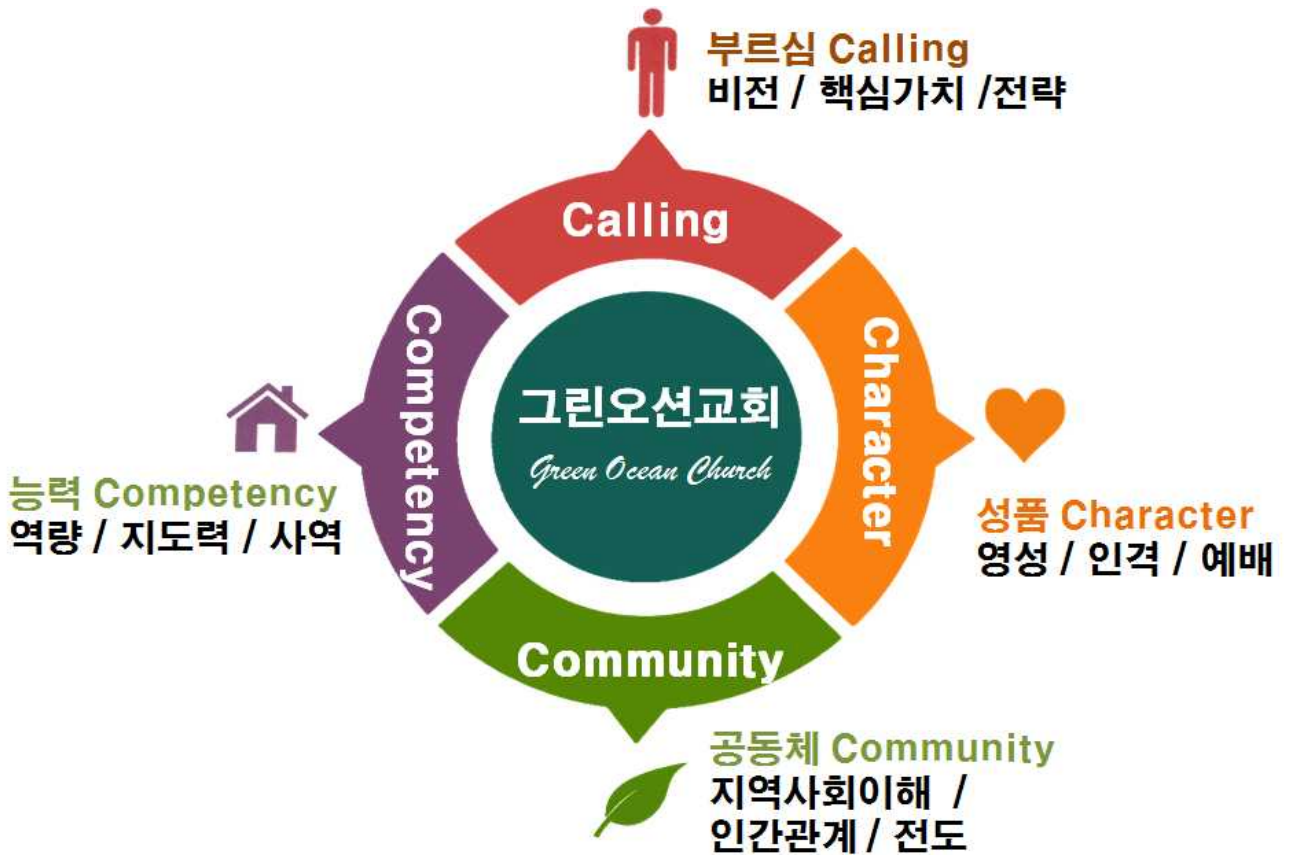 부르심 Calling
비전 / 핵심가치 /전략
Calling
Competency
Character
그린오션교회
Green Ocean Church
능력 Competency
역량 / 지도력 / 사역
성품 Character
영성 / 인격 / 예배
Community
공동체 Community
지역사회이해 /
인간관계 / 전도